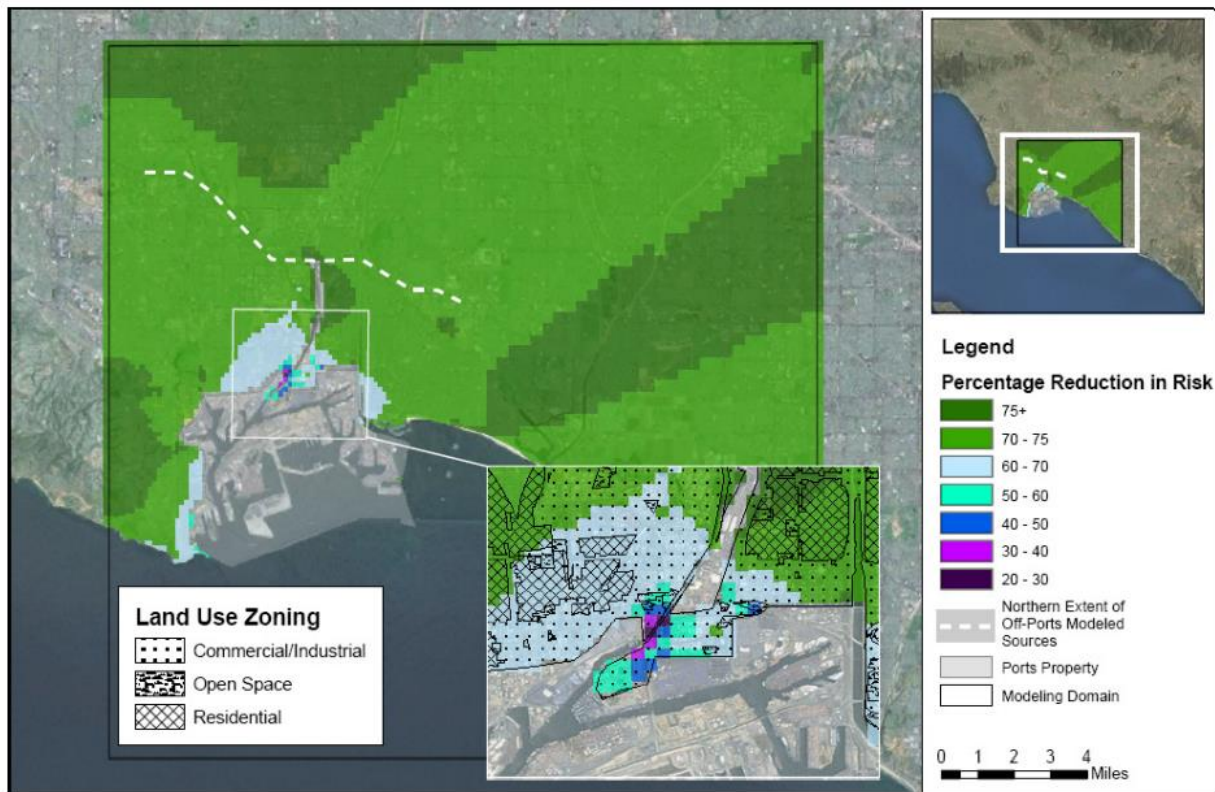 Land Use Zoning
Commercial/Industrial
Open Space
Residential
Legend
Percentage Reduction in Risk
75+
70 - 75
60 - 70
50 - 60
40 - 50
30 - 40
20 - 30
Northern Extent of
Off-Ports Modeled
Sources
Ports Property
Modeling Domain
0 1 2 3 4
Miles